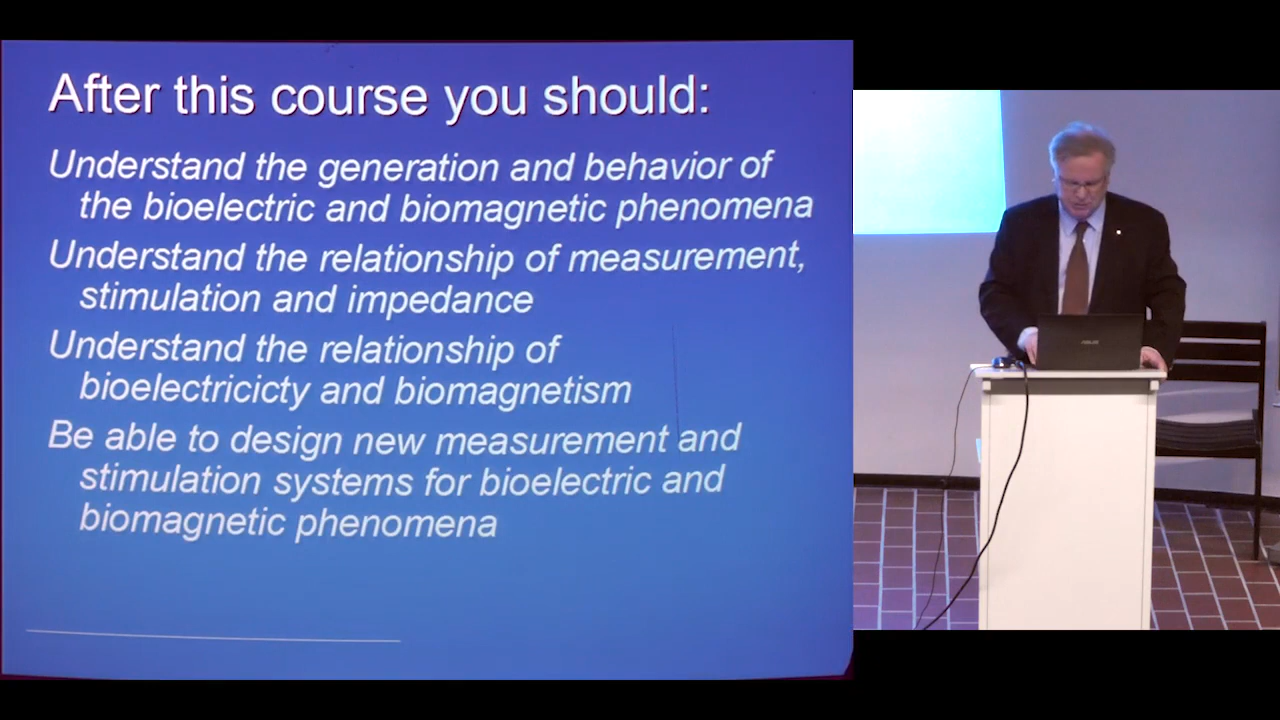 After this course you should:
Understand the generation and behavior of
the bioelectric and biomagnetic phenomena
Understand the relationship of measurement,
stimulation and impedance
Understand the relationship of
bioelectricicty and biomagnetism
Be able to design new measurement and
stimulation systems for bioelectric and
biomagnetic phenomena
ASUS